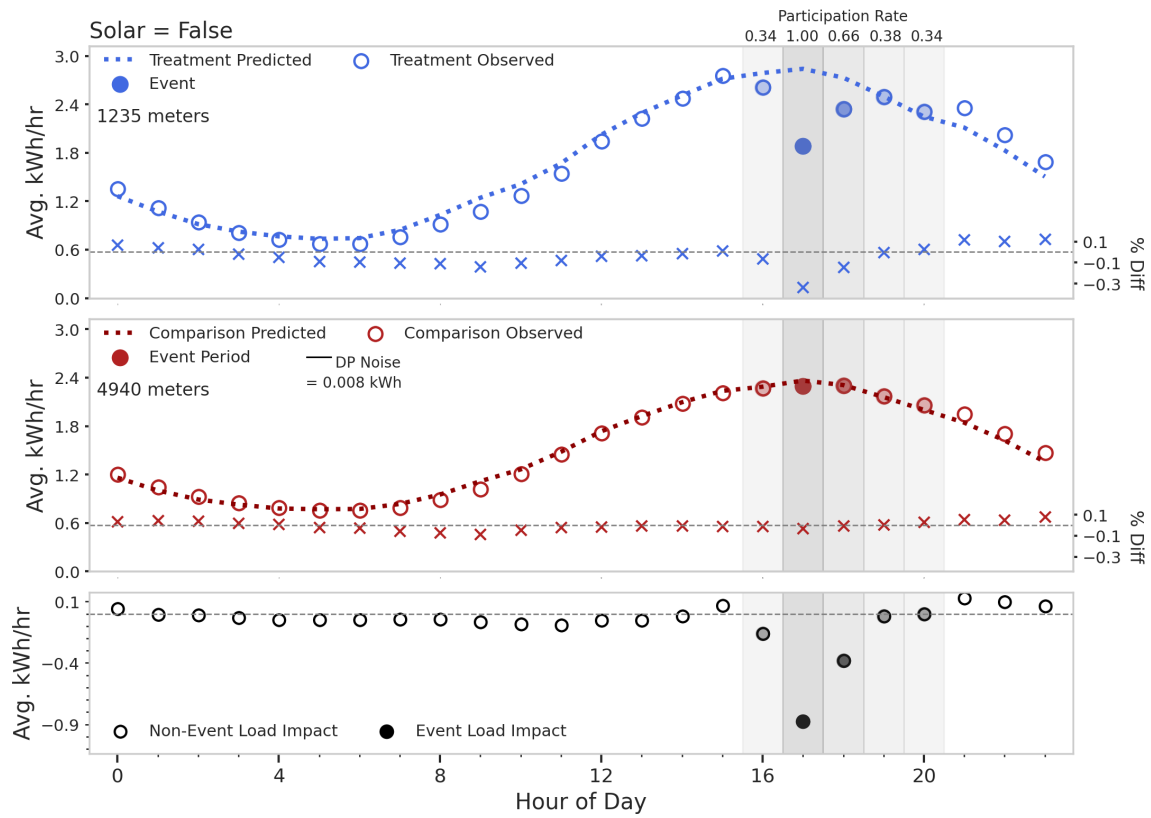 Participation Rate
Solar = False
0.34 1.00 0.66 0.38 0.34
3.0
Treatment Predicted
Treatment Observed
Event
2.4
1235 meters
1.8
Avg. kWh/hr
1.2
0.6
0.1
−0.1
% Diff
−0.3
0.0
3.0
Comparison Predicted
Comparison Observed
Event Period
DP Noise
= 0.008 kWh
2.4
4940 meters
1.8
Avg. kWh/hr
1.2
0.6
0.1
−0.1
% Diff
−0.3
0.0
0.1
Avg. kWh/hr
−0.4
−0.9
Non-Event Load Impact
Event Load Impact
0 4 8 12 16 20
Hour of Day